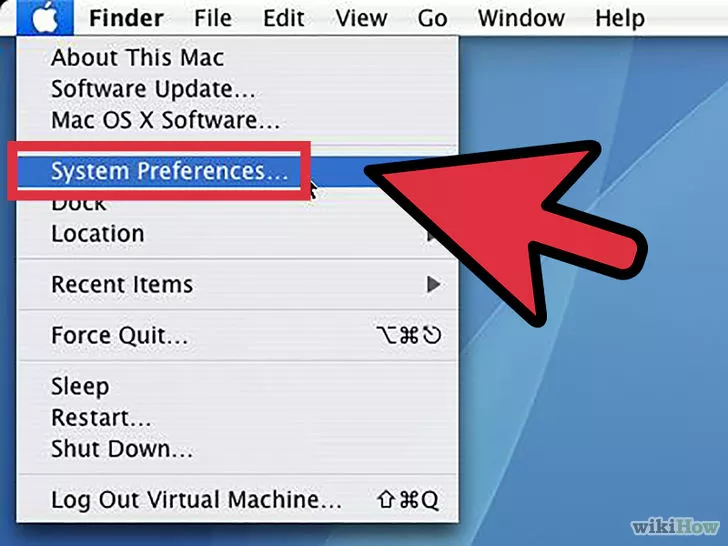 Finder File Edit View Go Window Help
About This Mac
Software Update...
Mac OS X Software...
System Preferences...
Dock
Location
Recent Items
Force Quit... ⌥⌘⎋
Sleep
Restart...
Shut Down...
Log Out Virtual Machine... ⇧⌘Q
wikiHow